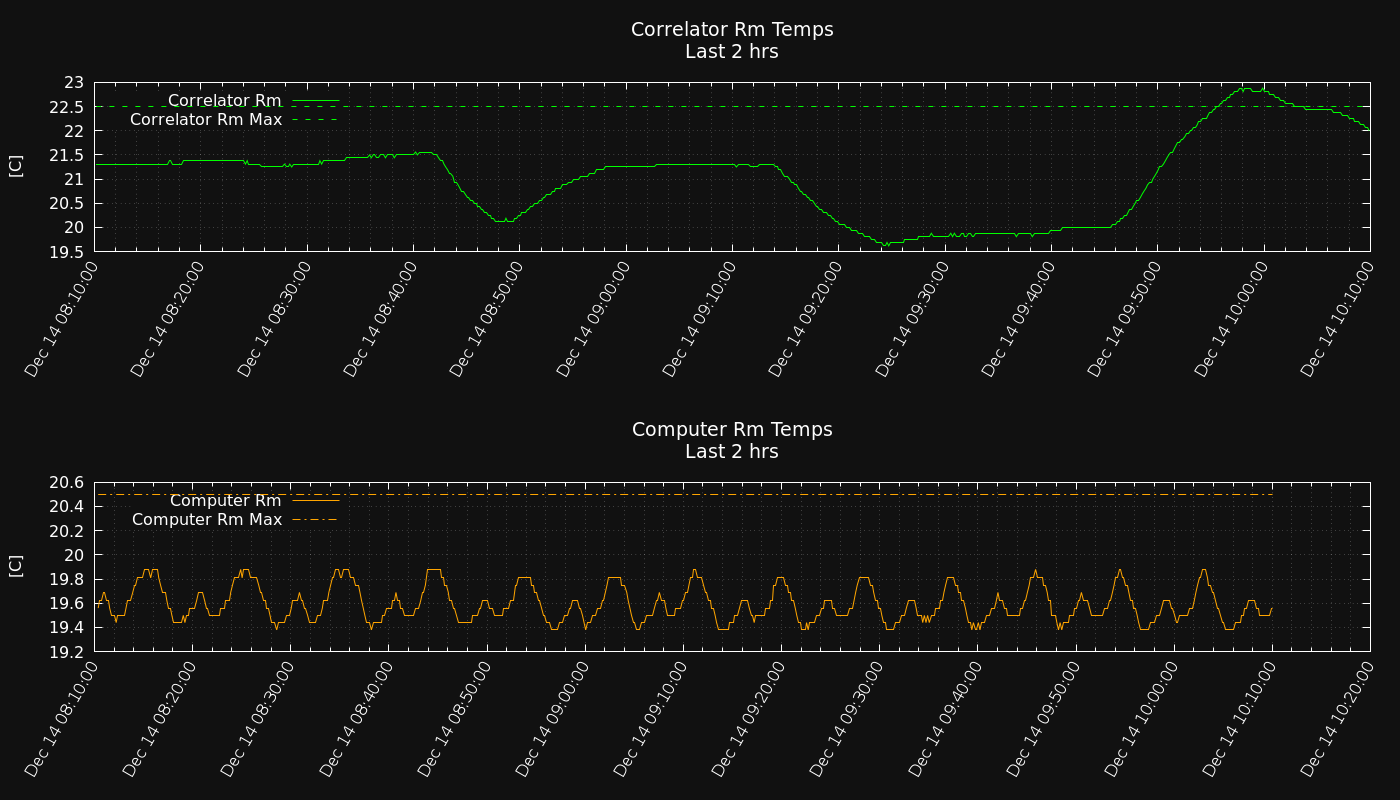 Correlator Rm Temps
Last 2 hrs
23
22.5
22
21.5
21
20.5
20
19.5
[C]
Correlator Rm
Correlator Rm Max
Dec 14 08:10:00
Dec 14 08:20:00
Dec 14 08:30:00
Dec 14 08:40:00
Dec 14 08:50:00
Dec 14 09:00:00
Dec 14 09:10:00
Dec 14 09:20:00
Dec 14 09:30:00
Dec 14 09:40:00
Dec 14 09:50:00
Dec 14 10:00:00
Dec 14 10:10:00
Computer Rm Temps
Last 2 hrs
20.6
20.4
20.2
20
19.8
19.6
19.4
19.2
[C]
Computer Rm
Computer Rm Max
Dec 14 08:10:00
Dec 14 08:20:00
Dec 14 08:30:00
Dec 14 08:40:00
Dec 14 08:50:00
Dec 14 09:00:00
Dec 14 09:10:00
Dec 14 09:20:00
Dec 14 09:30:00
Dec 14 09:40:00
Dec 14 09:50:00
Dec 14 10:00:00
Dec 14 10:10:00
Dec 14 10:20:00